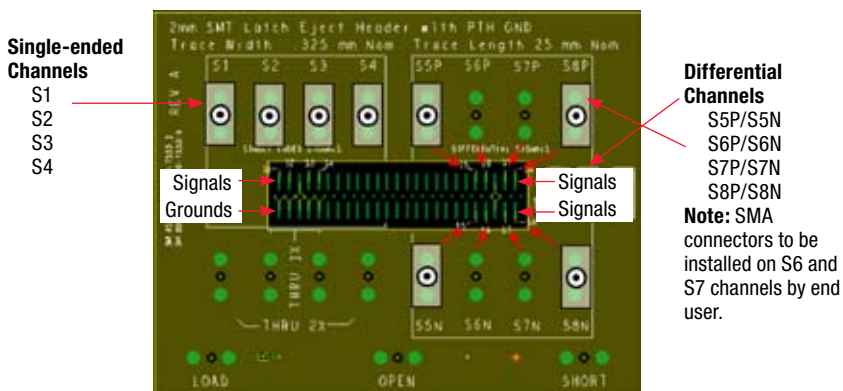 2mm SMT Latch Eject Header with PTH GND
Trace Width .325 mm Nom Trace Length 25 mm Nom
Single-ended
Channels
S1
S2
S3
S4
REV A
S1 S2 S3 S4 S5P S6P S7P S8P
Differential
Channels
S5P/S5N
S6P/S6N
S7P/S7N
S8P/S8N
Note: SMA
connectors to be
installed on S6 and
S7 channels by end
user.
Signals
Grounds
Signals
Signals
THRU 1X
THRU 2X
S5N S6N S7N S8N
LOAD OPEN SHORT